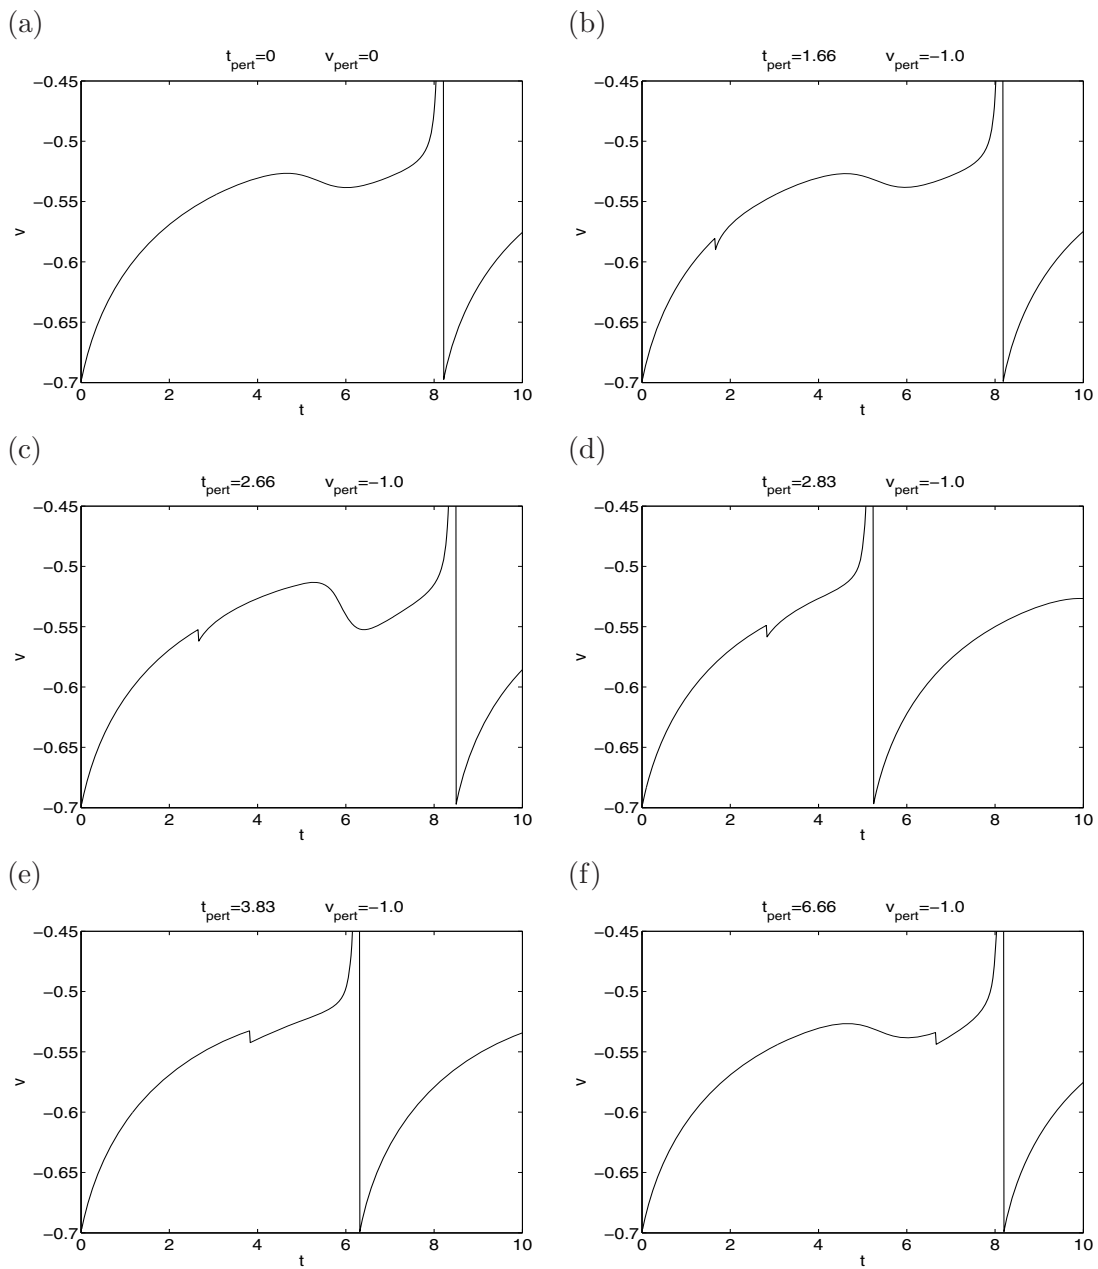 (a)
t_pert=0 v_pert=0
−0.45
−0.5
−0.55
−0.6
−0.65
−0.7
v
0 2 4 6 8 10
t
(b)
t_pert=1.66 v_pert=−1.0
−0.45
−0.5
−0.55
−0.6
−0.65
−0.7
v
0 2 4 6 8 10
t
(c)
t_pert=2.66 v_pert=−1.0
−0.45
−0.5
−0.55
−0.6
−0.65
−0.7
v
0 2 4 6 8 10
t
(d)
t_pert=2.83 v_pert=−1.0
−0.45
−0.5
−0.55
−0.6
−0.65
−0.7
v
0 2 4 6 8 10
t
(e)
t_pert=3.83 v_pert=−1.0
−0.45
−0.5
−0.55
−0.6
−0.65
−0.7
v
0 2 4 6 8 10
t
(f)
t_pert=6.66 v_pert=−1.0
−0.45
−0.5
−0.55
−0.6
−0.65
−0.7
v
0 2 4 6 8 10
t